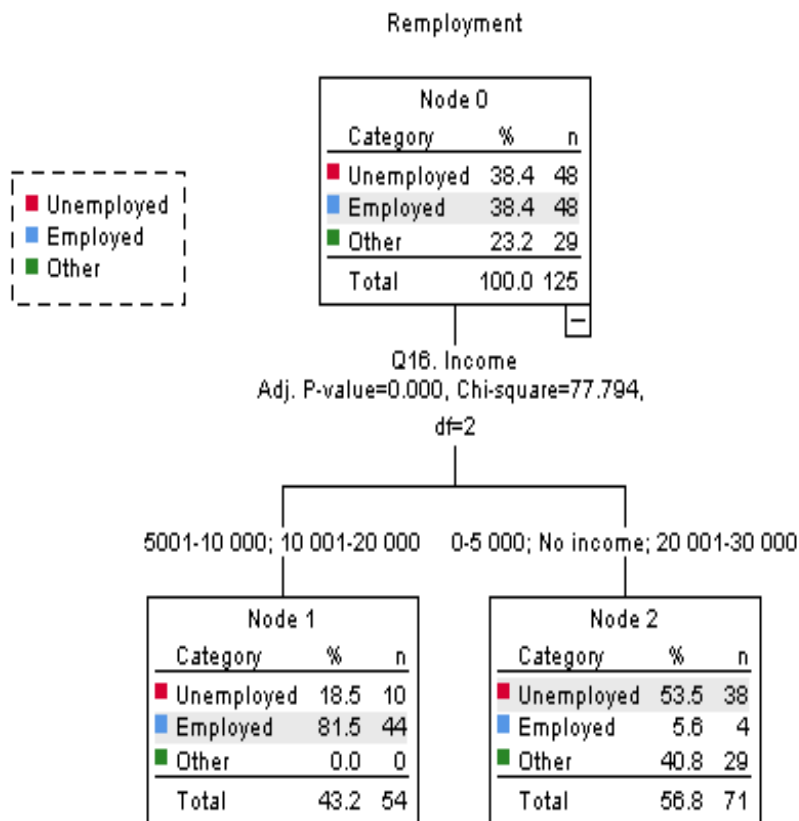 Remployment
Node 0
Category % n
Unemployed 38.4 48
Employed 38.4 48
Other 23.2 29
Total 100.0 125
Unemployed
Employed
Other
Q16. Income
Adj. P-value=0.000, Chi-square=77.794,
df=2
5001-10 000; 10 001-20 000
0-5 000; No income; 20 001-30 000
Node 1
Category % n
Unemployed 18.5 10
Employed 81.5 44
Other 0.0 0
Total 43.2 54
Node 2
Category % n
Unemployed 53.5 38
Employed 5.6 4
Other 40.8 29
Total 56.8 71